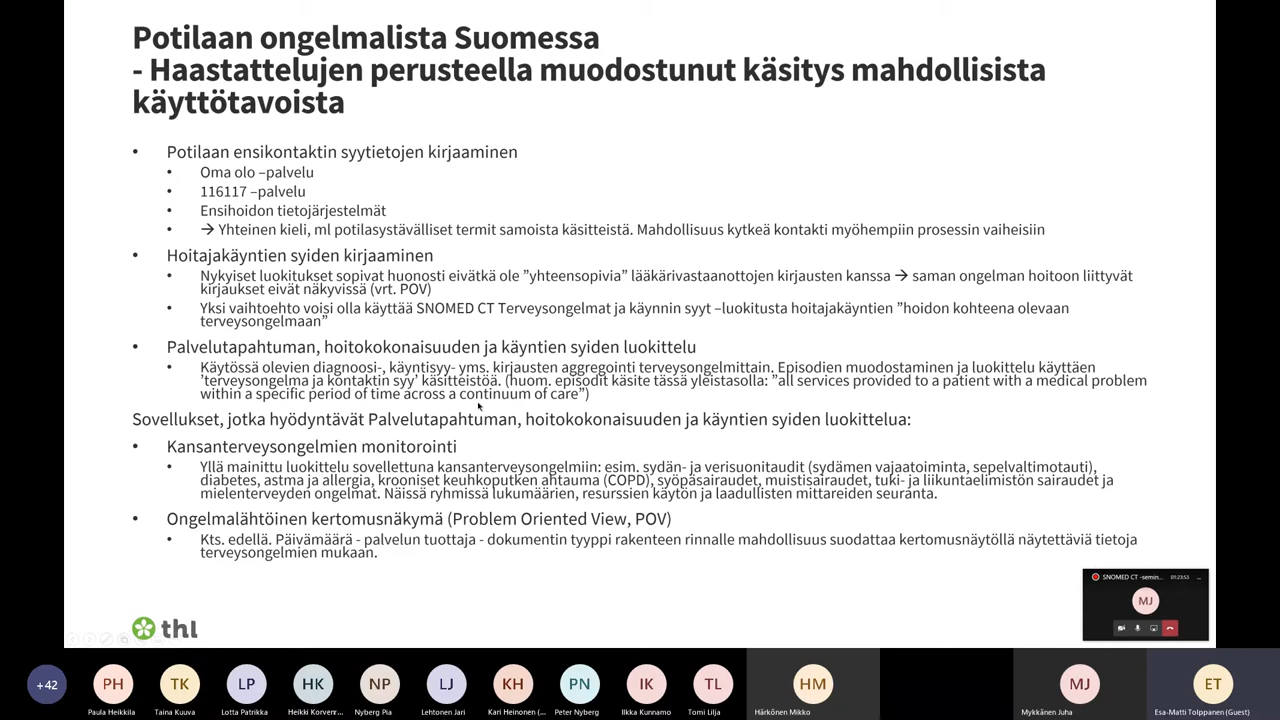 Potilaan ongelmalista Suomessa
- Haastattelujen perusteella muodostunut käsitys mahdollisista
käyttötavoista
• Potilaan ensikontaktin syytietojen kirjaaminen
• Oma olo –palvelu
• 116117 –palvelu
• Ensihoidon tietojärjestelmät
• → Yhteinen kieli, ml potilasystävälliset termit samoista käsitteistä. Mahdollisuus kytkeä kontakti myöhempiin prosessin vaiheisiin
• Hoitajakäyntien syiden kirjaaminen
• Nykyiset luokitukset sopivat huonosti eivätkä ole ”yhteensopivia” lääkärivastaanottojen kirjausten kanssa → saman ongelman hoitoon liittyvät
kirjaukset eivät näkyvissä (vrt. POV)
• Yksi vaihtoehto voisi olla käyttää SNOMED CT Terveysongelmat ja käynnin syyt –luokitusta hoitajakäyntien ”hoidon kohteena olevaan
terveysongelmaan”
• Palvelutapahtuman, hoitokokonaisuuden ja käyntien syiden luokittelu
• Käytössä olevien diagnoosi-, käyntisyy- yms. kirjausten aggregointi terveysongelmittain. Episodien muodostaminen ja luokittelu käyttäen
’terveysongelma ja kontaktin syy’ käsitteistöä. (huom. episodit käsite tässä yleistasolla: ”all services provided to a patient with a medical problem
within a specific period of time across a continuum of care”)
Sovellukset, jotka hyödyntävät Palvelutapahtuman, hoitokokonaisuuden ja käyntien syiden luokittelua:
• Kansanterveysongelmien monitorointi
• Yllä mainittu luokittelu sovellettuna kansanterveysongelmiin: esim. sydän- ja verisuonitaudit (sydämen vajaatoiminta, sepelvaltimotauti),
diabetes, astma ja allergia, krooniset keuhkoputken ahtauma (COPD), syöpäsairaudet, muistisairaudet, tuki- ja liikuntaelimistön sairaudet ja
mielenterveyden ongelmat. Näissä ryhmissä lukumäärien, resurssien käytön ja laadullisten mittareiden seuranta.
• Ongelmalähtöinen kertomusnäkymä (Problem Oriented View, POV)
• Kts. edellä. Päivämäärä - palvelun tuottaja - dokumentin tyyppi rakenteen rinnalle mahdollisuus suodattaa kertomusnäytöllä näytettäviä tietoja
terveysongelmien mukaan.
SNOMED CT -semin... 01:23:53 ...
MJ
thl
+42 PH TK LP HK NP LJ KH PN IK TL HM MJ ET
Paula Heikkila Taina Kuuva Lotta Patrikka Heikki Korvenr... Nyberg Pia Lehtonen Jari Kari Heinonen (... Peter Nyberg Ilkka Kunnamo Tomi Lilja Härkönen Mikko Mykkänen Juha Esa-Matti Tolppanen (Guest)